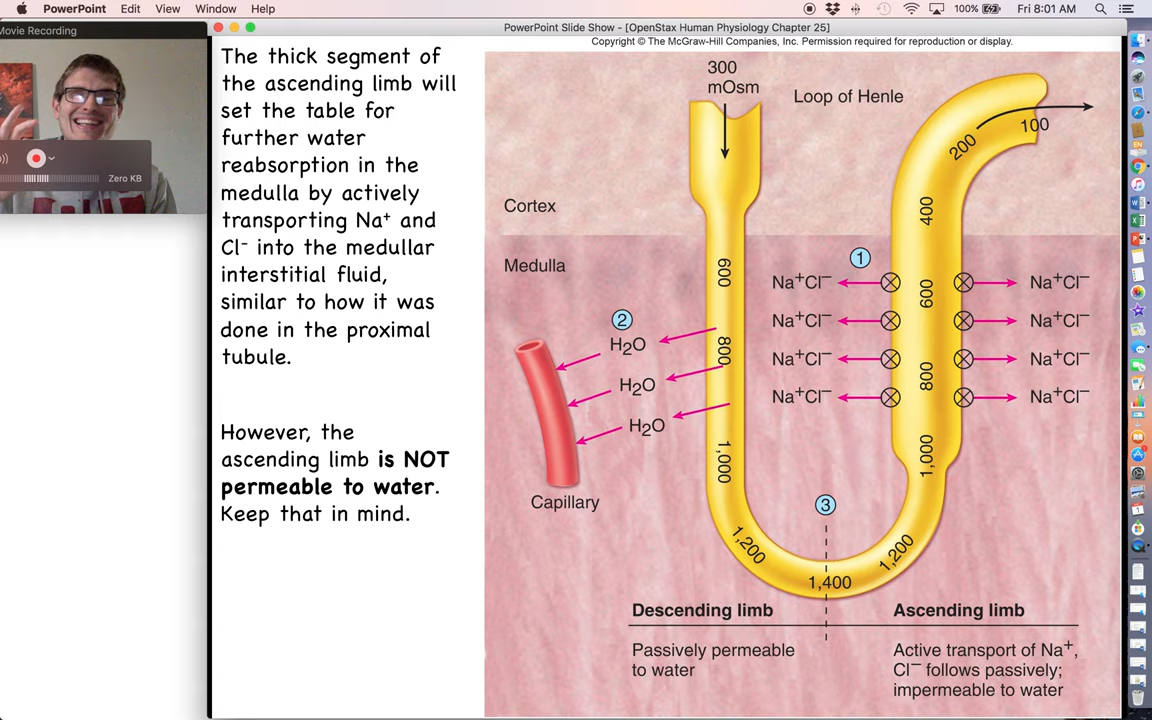 PowerPoint Edit View Window Help
100% Fri 8:01 AM
Movie Recording
PowerPoint Slide Show - [OpenStax Human Physiology Chapter 25]
Zero KB
The thick segment of
the ascending limb will
set the table for
further water
reabsorption in the
medulla by actively
transporting Na⁺ and
Cl⁻ into the medullar
interstitial fluid,
similar to how it was
done in the proximal
tubule.
However, the
ascending limb is NOT
permeable to water.
Keep that in mind.
Copyright © The McGraw-Hill Companies, Inc. Permission required for reproduction or display.
300
mOsm
Loop of Henle
Cortex
Medulla
600
800
1,000
1,200
1,400
1,200
1,000
800
600
400
200
100
1
Na⁺Cl⁻ Na⁺Cl⁻
Na⁺Cl⁻ Na⁺Cl⁻
Na⁺Cl⁻ Na⁺Cl⁻
Na⁺Cl⁻ Na⁺Cl⁻
2
H2O
H2O
H2O
Capillary
3
Descending limb
Passively permeable
to water
Ascending limb
Active transport of Na⁺,
Cl⁻ follows passively;
impermeable to water